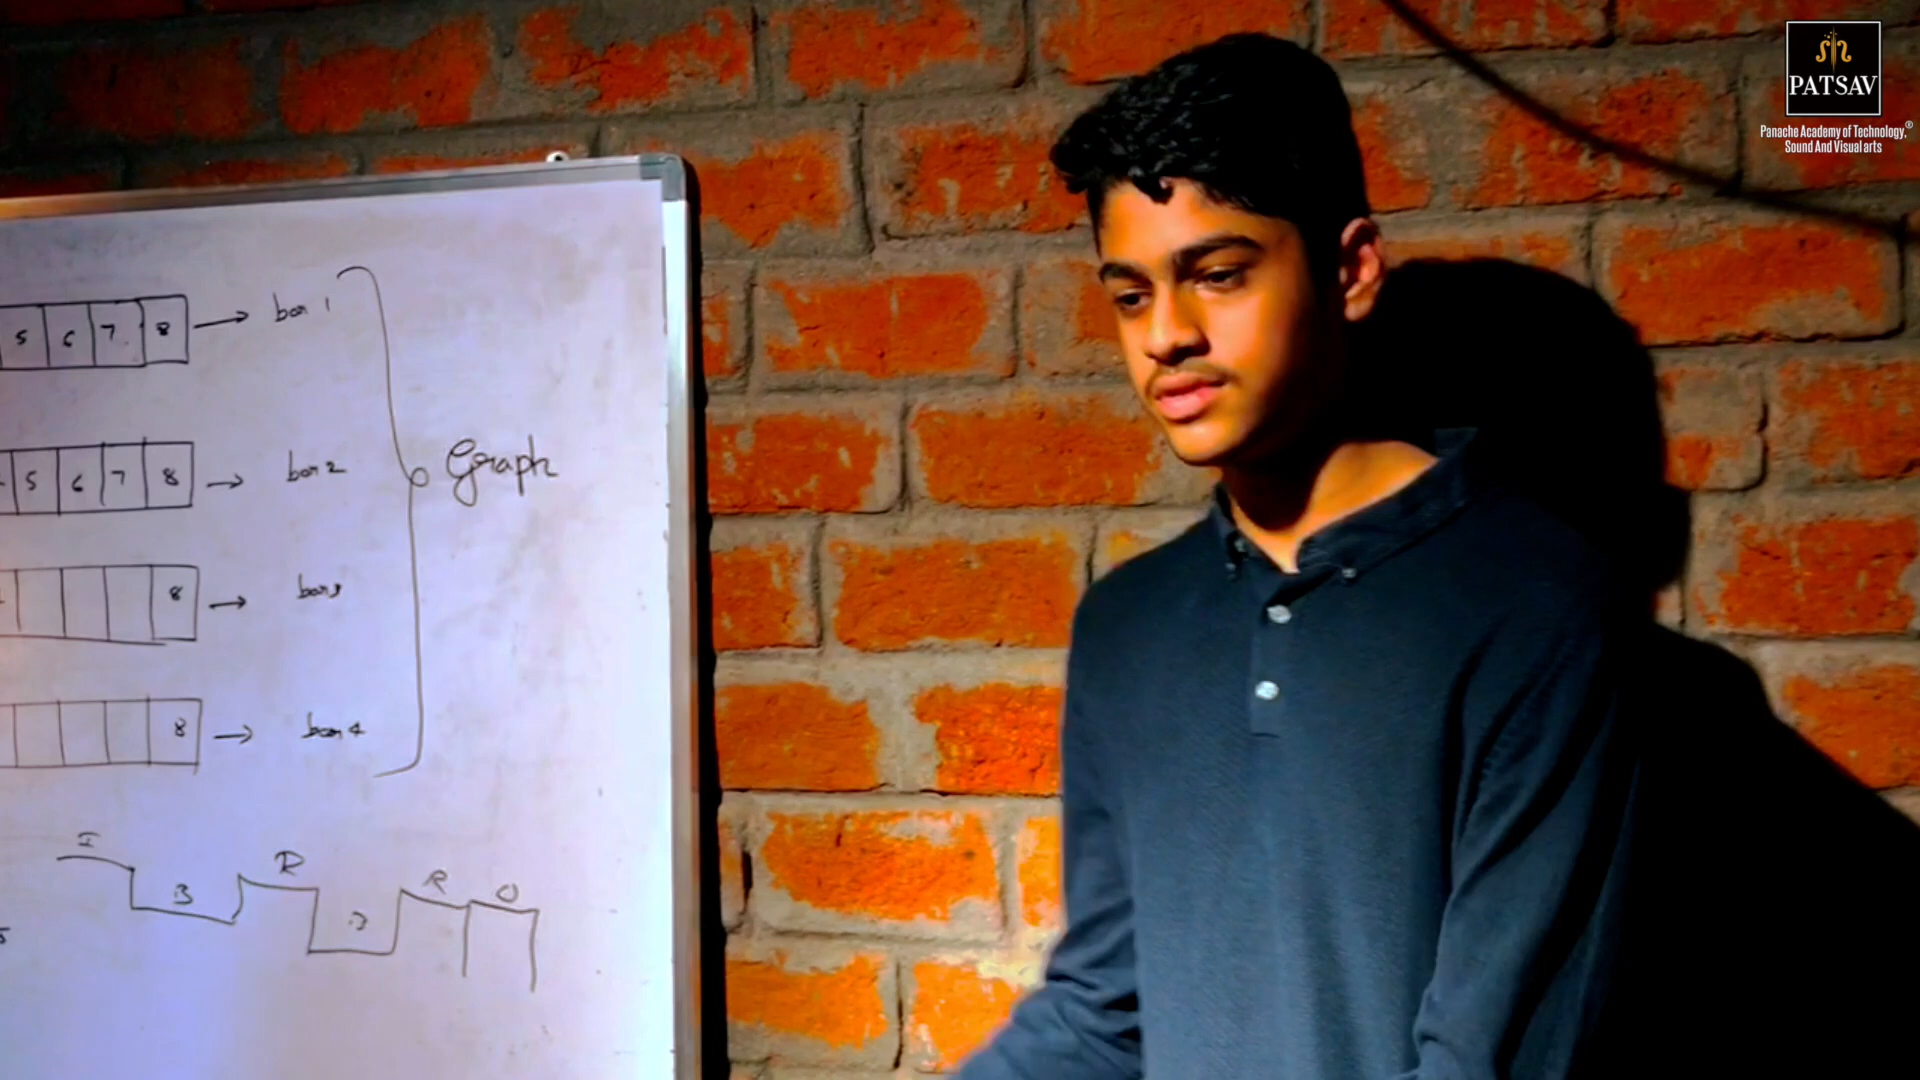 PATSAV
Panache Academy of Technology,®
Sound And Visual arts
5 6 7 8 → bar 1
5 6 7 8 → bar 2
8 → bar 3
8 → bar 4
Graph
I B R D R O
5